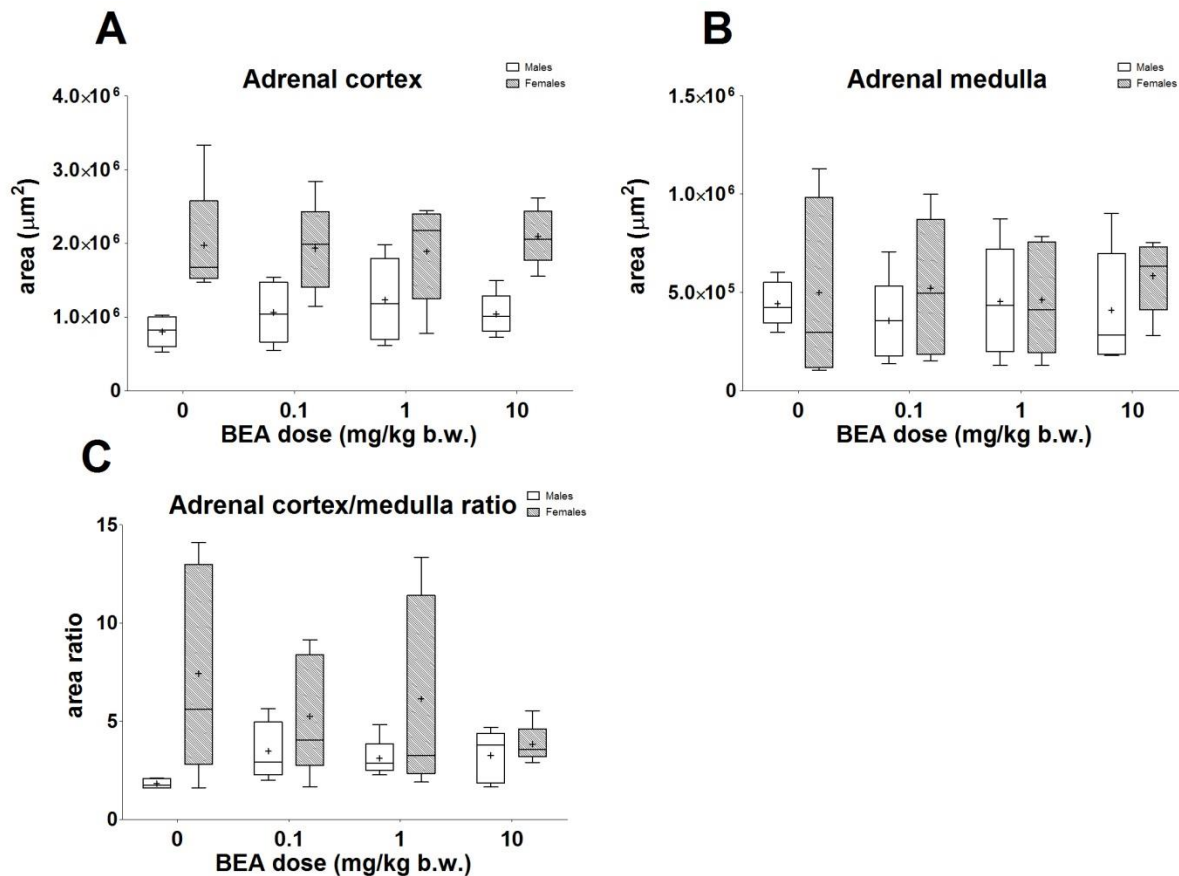 A
Adrenal cortex
Males
Females
4.0×10⁶
3.0×10⁶
2.0×10⁶
1.0×10⁶
0
area (μm²)
0 0.1 1 10
BEA dose (mg/kg b.w.)
B
Adrenal medulla
Males
Females
1.5×10⁶
1.0×10⁶
5.0×10⁵
0
area (μm²)
0 0.1 1 10
BEA dose (mg/kg b.w.)
C
Adrenal cortex/medulla ratio
Males
Females
15
10
5
0
area ratio
0 0.1 1 10
BEA dose (mg/kg b.w.)